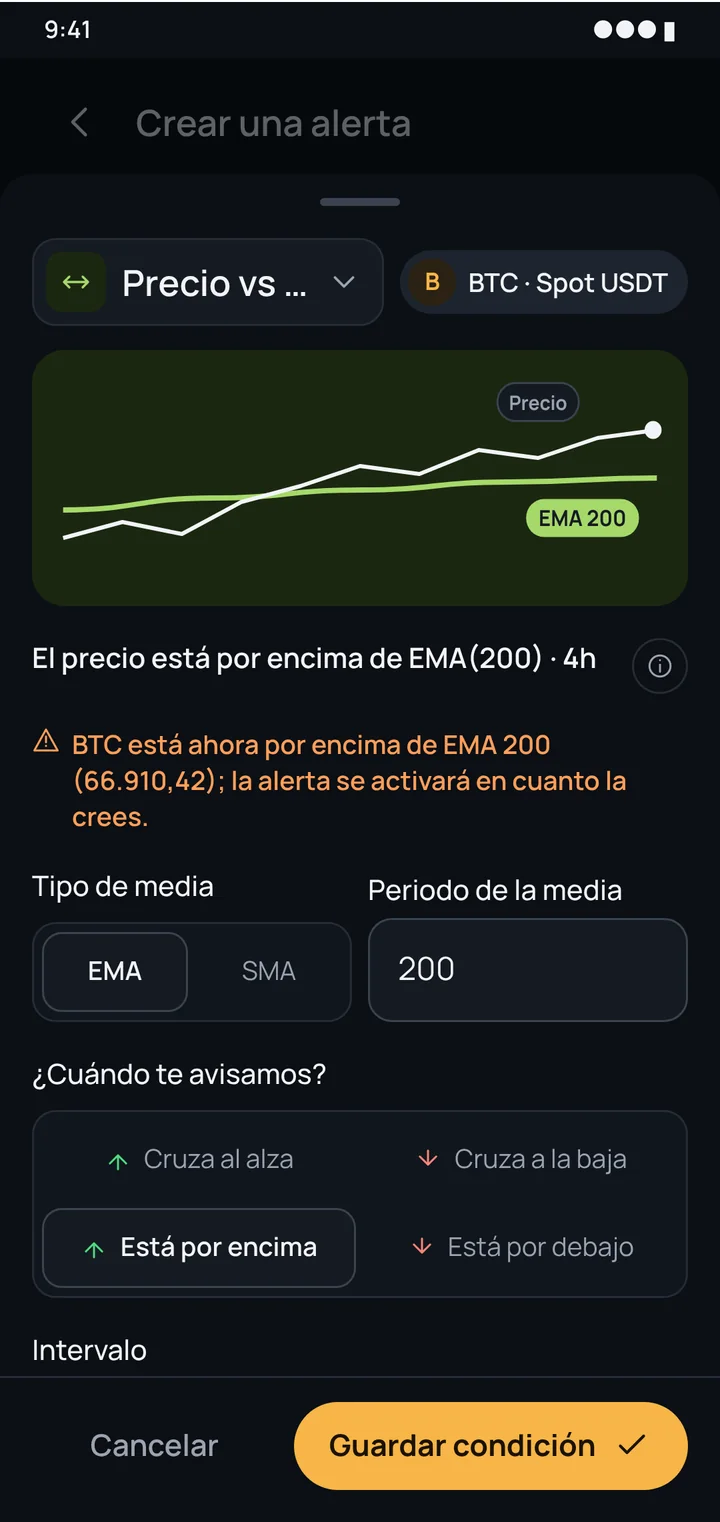 9:41
Crear una alerta
Precio vs ...
B
BTC · Spot USDT
Precio
EMA 200
El precio está por encima de EMA(200) · 4h
BTC está ahora por encima de EMA 200
(66.910,42); la alerta se activará en cuanto la
crees.
Tipo de media
Periodo de la media
EMA
SMA
200
¿Cuándo te avisamos?
Cruza al alza
Cruza a la baja
Está por encima
Está por debajo
Intervalo
Cancelar
Guardar condición